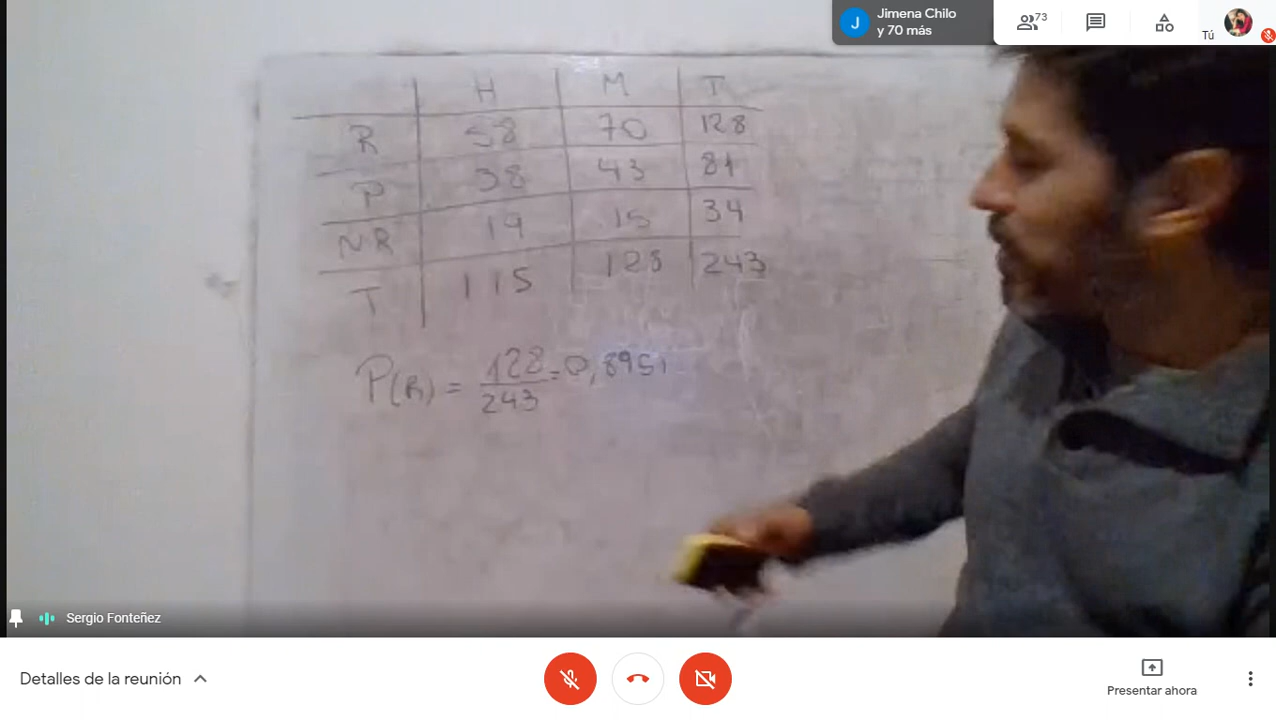 Jimena Chilo
y 70 más
73
J
Tú
H M T
R 58 70 128
P 38 43 81
NR 19 15 34
T 115 128 243
P(R) = 128/243 = 0,8951
Sergio Fonteñez
Detalles de la reunión
Presentar ahora